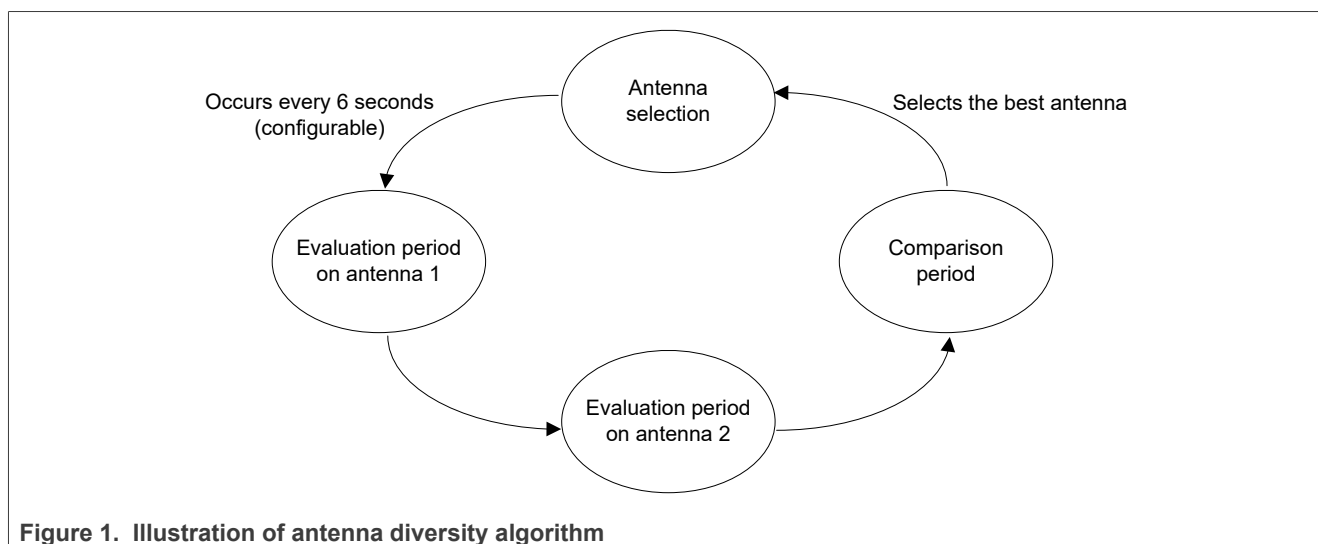 Antenna
selection
Occurs every 6 seconds
(configurable)
Selects the best antenna
Evaluation period
on antenna 1
Comparison
period
Evaluation period
on antenna 2
Figure 1. Illustration of antenna diversity algorithm